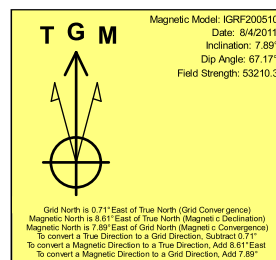 Magnetic Model: IGRF200510
Date: 8/4/2011
Inclination: 7.89°
Dip Angle: 67.17°
Field Strength: 53210.3
T G M
Grid North is 0.71° East of True North (Grid Convergence)
Magnetic North is 8.61° East of True North (Magnetic Declination)
Magnetic North is 7.89° East of Grid North (Magnetic Convergence)
To convert a True Direction to a Grid Direction, Subtract 0.71°
To convert a Magnetic Direction to a True Direction, Add 8.61° East
To convert a Magnetic Direction to a Grid Direction, Add 7.89°